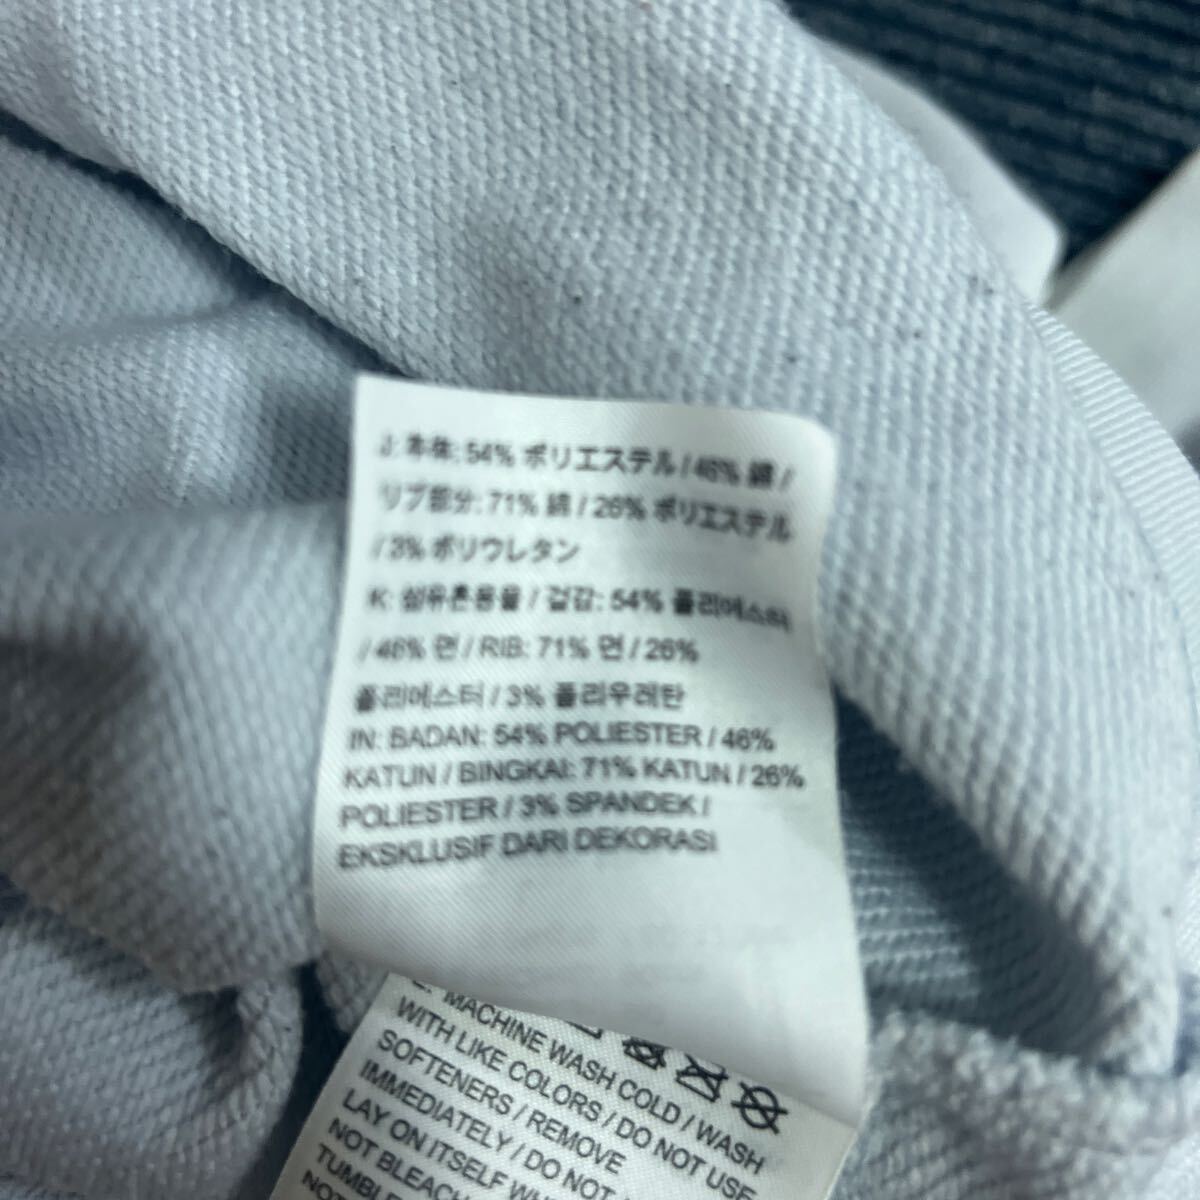 J: 本体: 54% ポリエステル / 46% 綿 /
リブ部分: 71% 綿 / 26% ポリエステル
/ 3% ポリウレタン
K: 섬유혼용율 / 겉감: 54% 폴리에스터
/ 46% 면 / RIB: 71% 면 / 26%
폴리에스터 / 3% 폴리우레탄
IN: BADAN: 54% POLIESTER / 46%
KATUN / BINGKAI: 71% KATUN / 26%
POLIESTER / 3% SPANDEK /
EKSKLUSIF DARI DEKORASI
MACHINE WASH COLD / WASH
WITH LIKE COLORS / DO NOT USE
SOFTENERS / REMOVE
IMMEDIATELY / DO NOT
LAY ON ITSELF
NOT BLEACH
TUMBLE